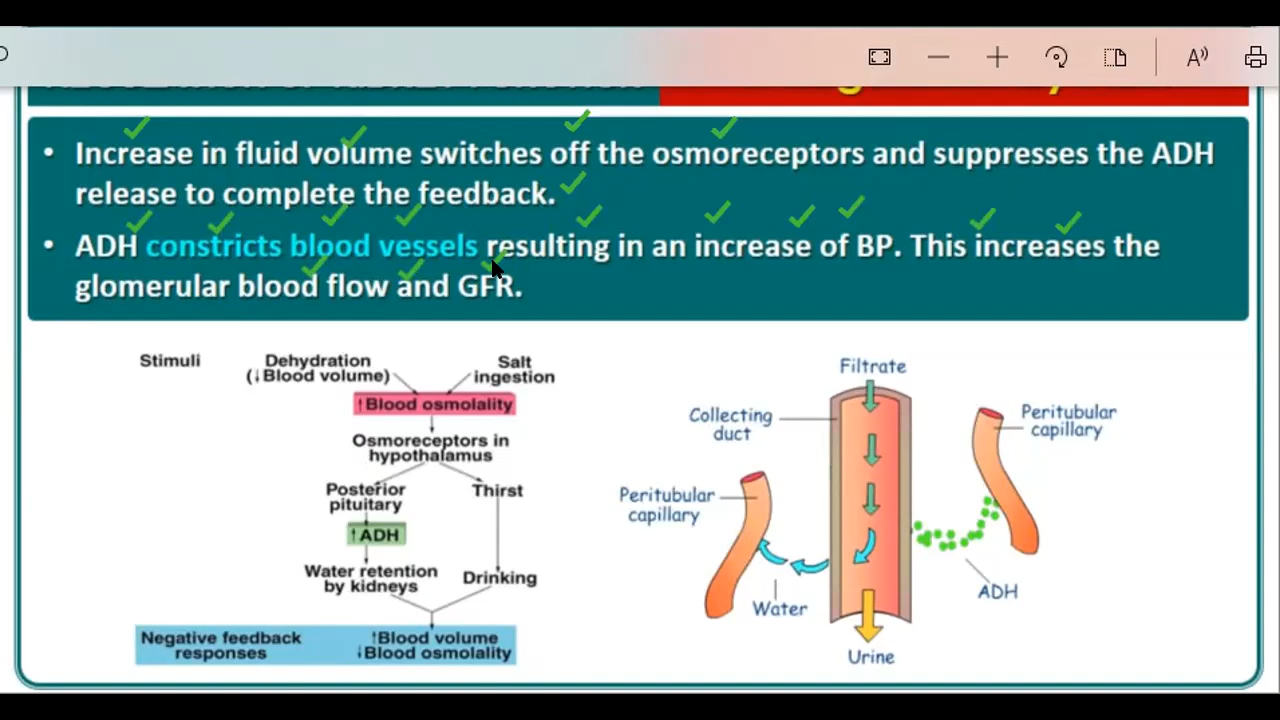 • Increase in fluid volume switches off the osmoreceptors and suppresses the ADH
release to complete the feedback.
• ADH constricts blood vessels resulting in an increase of BP. This increases the
glomerular blood flow and GFR.
Stimuli
Dehydration
(↓Blood volume)
Salt
ingestion
↑Blood osmolality
Osmoreceptors in
hypothalamus
Posterior
pituitary
Thirst
↑ADH
Water retention
by kidneys
Drinking
Negative feedback
responses
↑Blood volume
↓Blood osmolality
Filtrate
Collecting
duct
Peritubular
capillary
Peritubular
capillary
Water
ADH
Urine